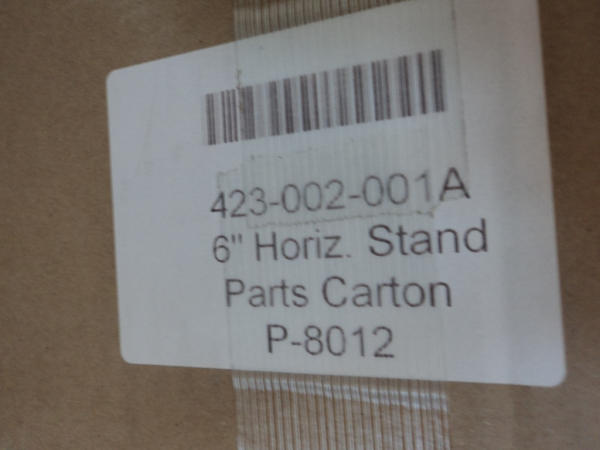 423-002-001A
6" Horiz. Stand
Parts Carton
P-8012